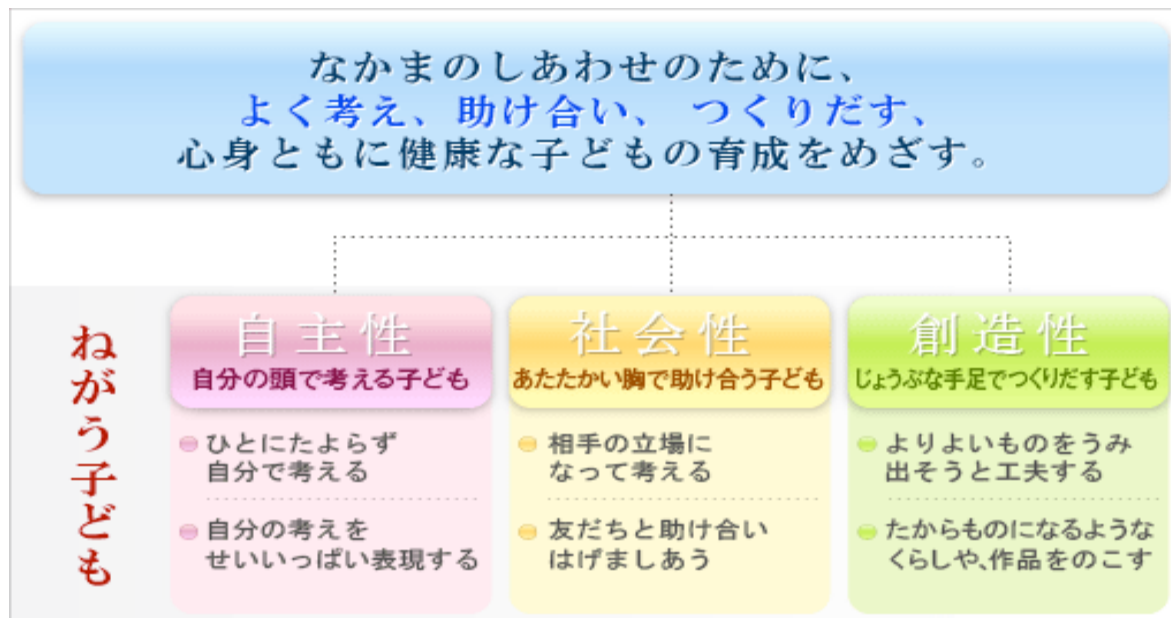 なかまのしあわせのために、
よく考え、助け合い、 つくりだす、
心身ともに健康な子どもの育成をめざす。
ねがう子ども
自主性
自分の頭で考える子ども
ひとにたよらず
自分で考える
自分の考えを
せいいっぱい表現する
社会性
あたたかい胸で助け合う子ども
相手の立場に
なって考える
友だちと助け合い
はげましあう
創造性
じょうぶな手足でつくりだす子ども
よりよいものをうみ
出そうと工夫する
たからものになるような
くらしや、作品をのこす